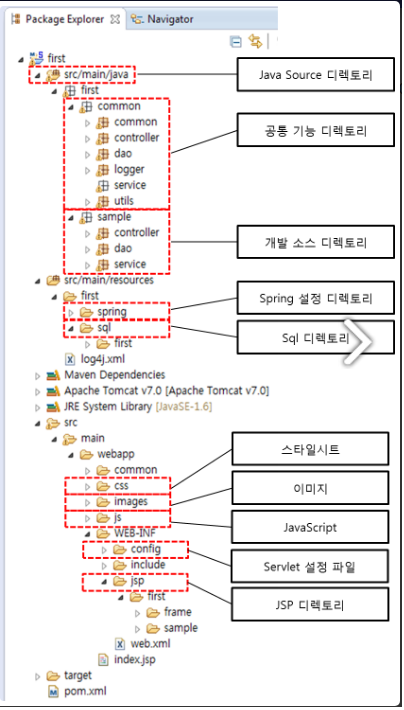 Package Explorer
Navigator
first
src/main/java
Java Source 디렉토리
first
common
common
공통 기능 디렉토리
controller
dao
logger
service
utils
sample
controller
개발 소스 디렉토리
dao
service
src/main/resources
first
Spring 설정 디렉토리
spring
sql
Sql 디렉토리
first
log4j.xml
Maven Dependencies
Apache Tomcat v7.0 [Apache Tomcat v7.0]
JRE System Library [JavaSE-1.6]
src
main
스타일시트
webapp
common
css
이미지
images
js
JavaScript
WEB-INF
config
Servlet 설정 파일
include
jsp
JSP 디렉토리
first
frame
sample
web.xml
index.jsp
target
pom.xml